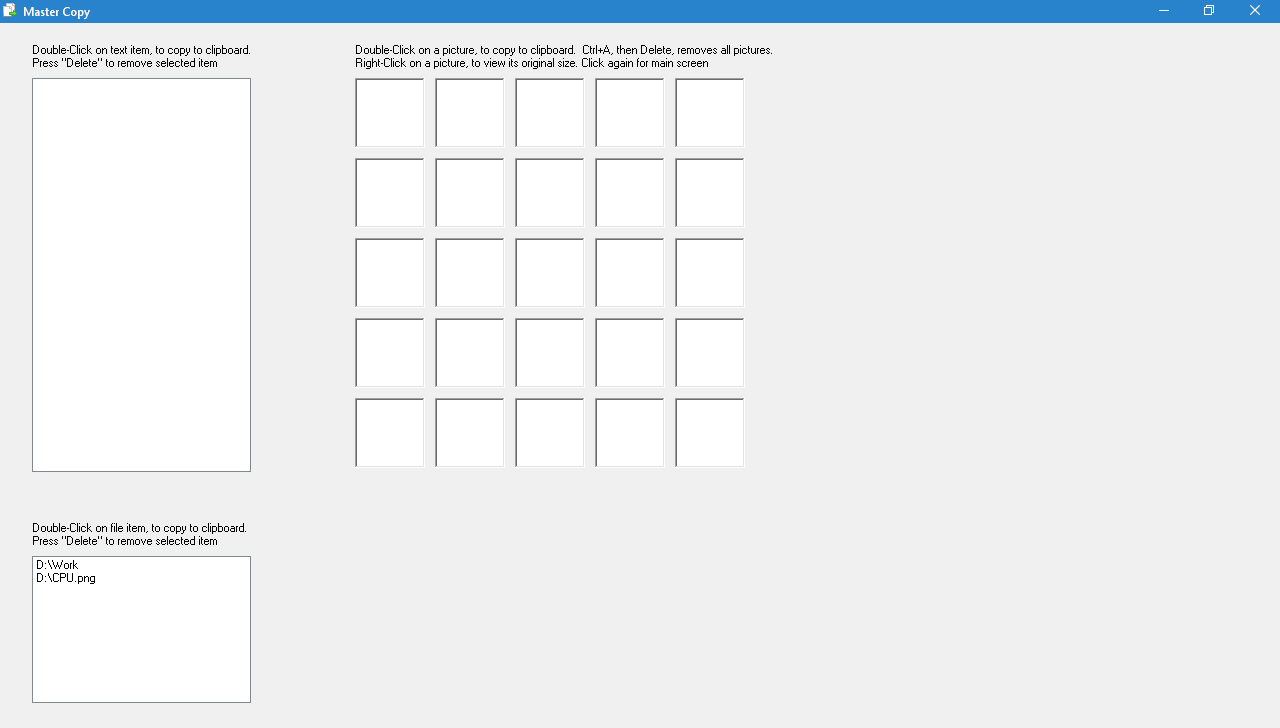 Master Copy
Double-Click on text item, to copy to clipboard.
Press "Delete" to remove selected item
Double-Click on a picture, to copy to clipboard.  Ctrl+A, then Delete, removes all pictures.
Right-Click on a picture, to view its original size. Click again for main screen
Double-Click on file item, to copy to clipboard.
Press "Delete" to remove selected item
D:\Work
D:\CPU.png